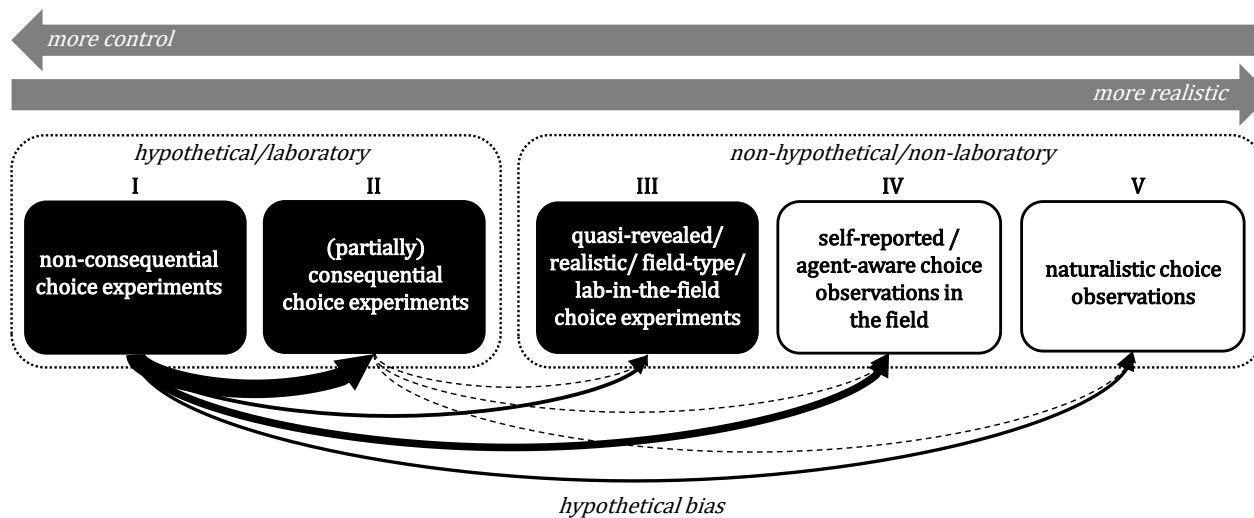 more control
more realistic
hypothetical/laboratory
non-hypothetical/non-laboratory
I
II
III
IV
V
non-consequential
choice experiments
(partially)
consequential
choice experiments
quasi-revealed/
realistic/ field-type/
lab-in-the-field
choice experiments
self-reported /
agent-aware choice
observations in
the field
naturalistic choice
observations
hypothetical bias